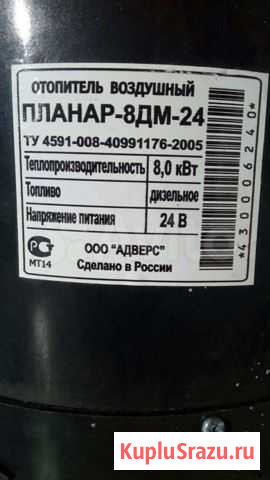 ОТОПИТЕЛЬ ВОЗДУШНЫЙ
ПЛАНАР-8ДМ-24
ТУ 4591-008-40991176-2005
Теплопроизводительность 8,0 кВт
Топливо дизельное
Напряжение питания 24 В
МТ14
ООО "АДВЕРС"
Сделано в России
*430006240*
KupluSrazu.ru